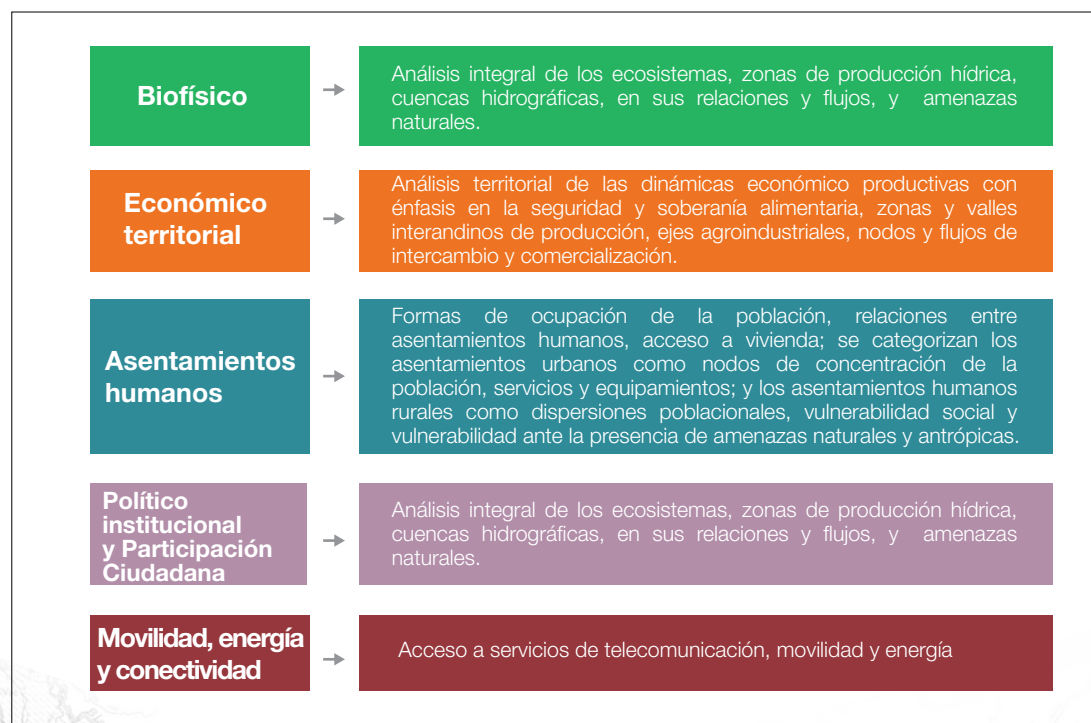 Biofísico
Análisis integral de los ecosistemas, zonas de producción hídrica,
cuencas hidrográficas, en sus relaciones y flujos, y amenazas
naturales.
Económico
territorial
Análisis territorial de las dinámicas económico productivas con
énfasis en la seguridad y soberanía alimentaria, zonas y valles
interandinos de producción, ejes agroindustriales, nodos y flujos de
intercambio y comercialización.
Asentamientos
humanos
Formas de ocupación de la población, relaciones entre
asentamientos humanos, acceso a vivienda; se categorizan los
asentamientos urbanos como nodos de concentración de la
población, servicios y equipamientos; y los asentamientos humanos
rurales como dispersiones poblacionales, vulnerabilidad social y
vulnerabilidad ante la presencia de amenazas naturales y antrópicas.
Político
institucional
y Participación
Ciudadana
Análisis integral de los ecosistemas, zonas de producción hídrica,
cuencas hidrográficas, en sus relaciones y flujos, y amenazas
naturales.
Movilidad, energía
y conectividad
Acceso a servicios de telecomunicación, movilidad y energía